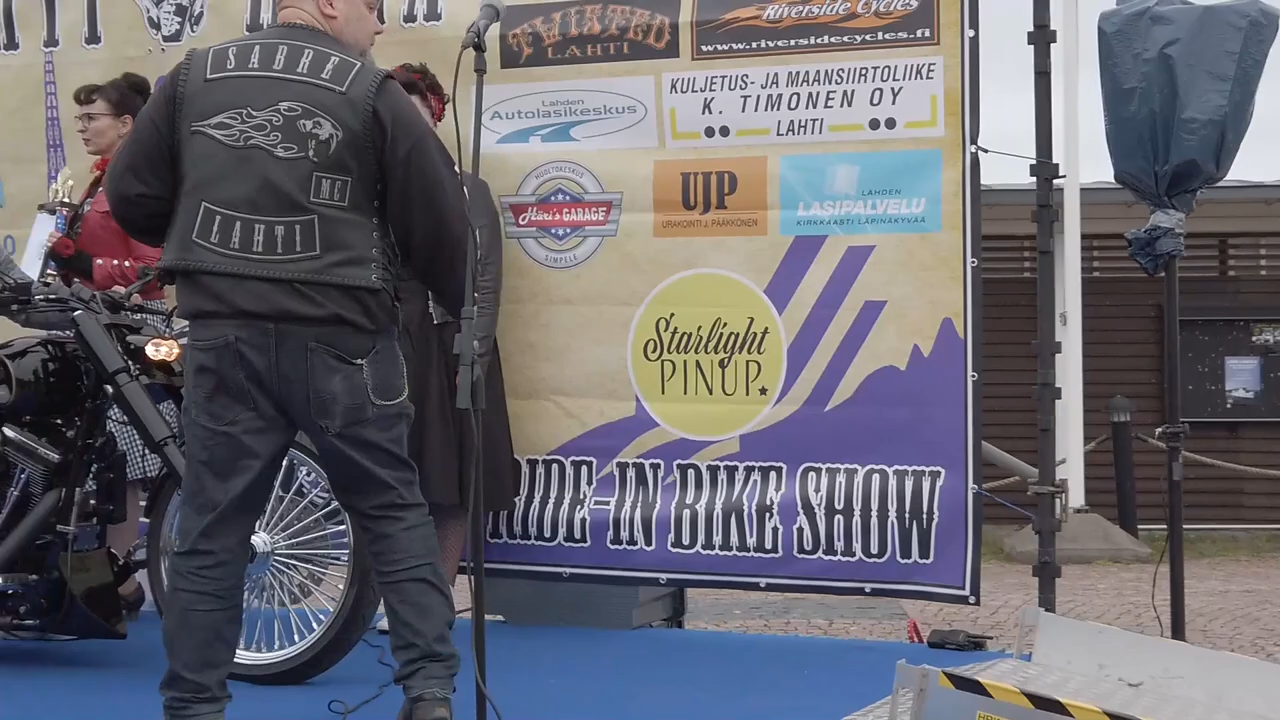 SABRE
MC
LAHTI
TWISTED
LAHTI
Riverside Cycles
www.riversidecycles.fi
Lahden
Autolasikeskus
KULJETUS- JA MAANSIIRTOLIIKE
K. TIMONEN OY
LAHTI
HUOLTOKESKUS
Häri's GARAGE
SIMPELE
UJP
URAKOINTI J. PÄÄKKÖNEN
LAHDEN
LASIPALVELU
KIRKKAASTI LÄPINÄKYVÄÄ
Starlight
PINUP
RIDE-IN BIKE SHOW